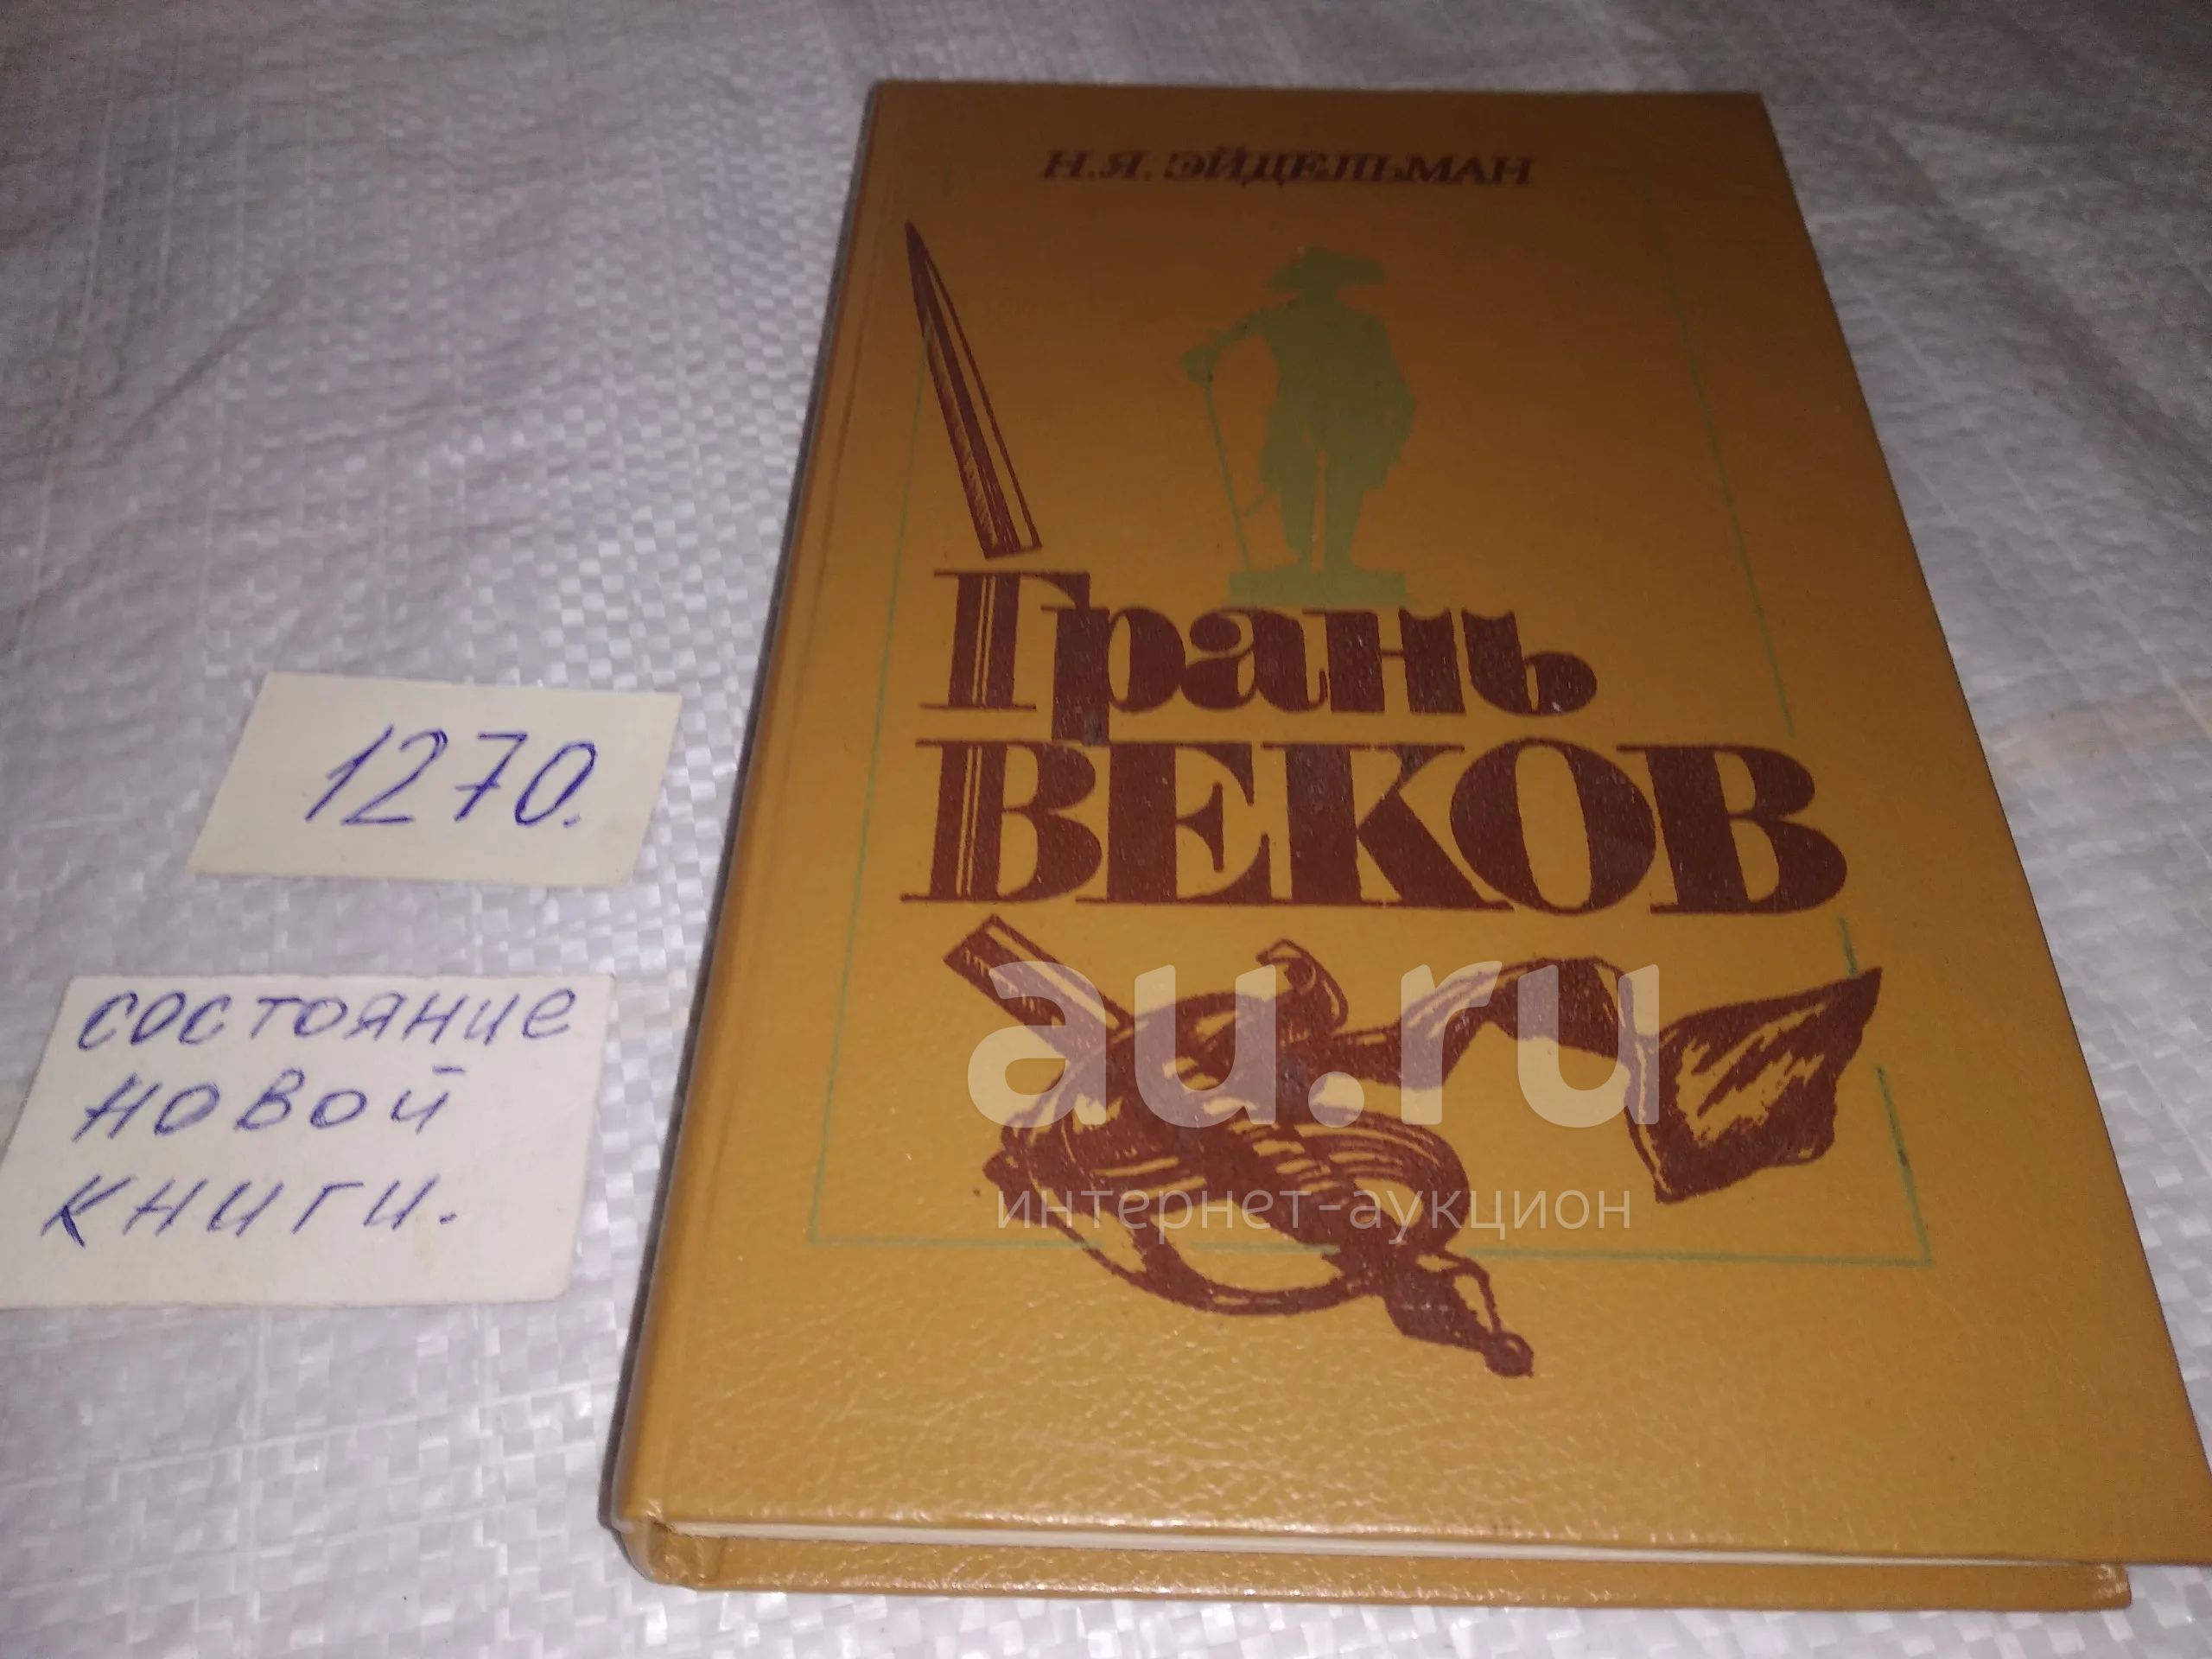 Н.Я. ЭЙДЕЛЬМАН
Грань
ВЕКОВ
1270.
состояние
новой
книги.
au.ru
интернет-аукцион